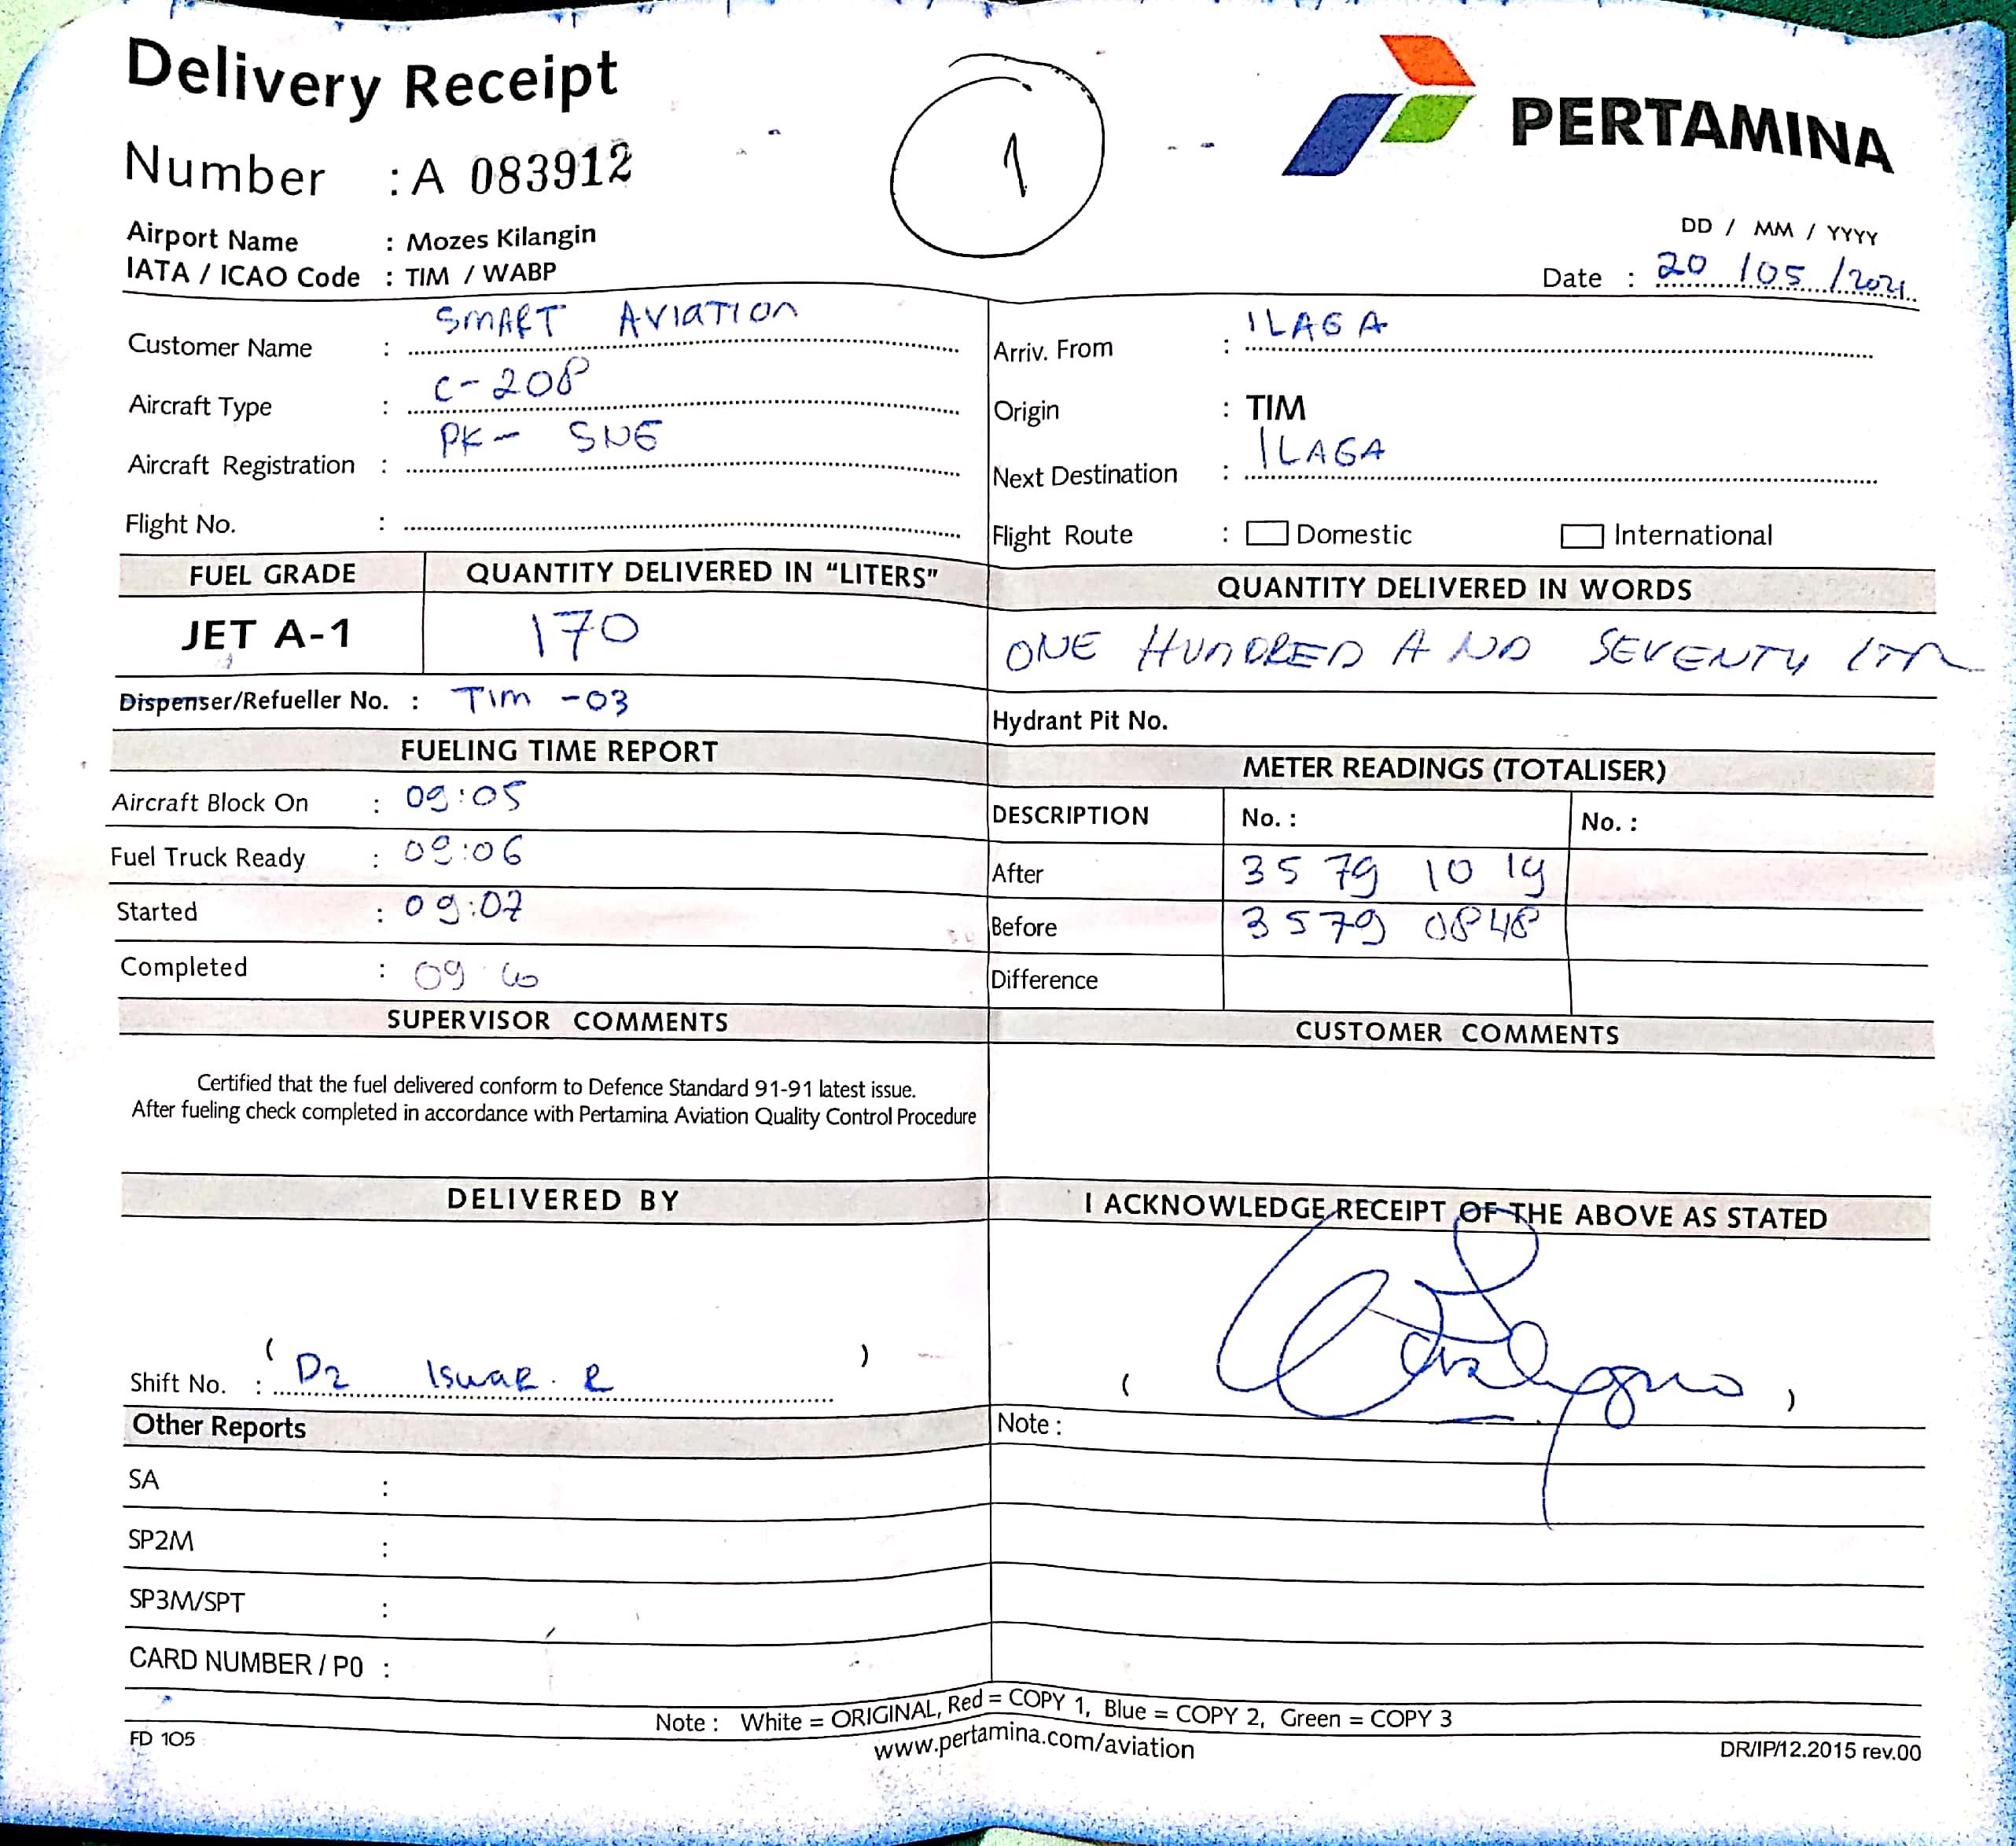 Delivery Receipt
1
PERTAMINA
Number : A 083912
Airport Name : Mozes Kilangin
IATA / ICAO Code : TIM / WABP
DD / MM / YYYY
Date : 20 / 05 / 2021
Customer Name : SMART AVIATION
Arriv. From : ILAGA
Aircraft Type : C-208
Origin : TIM
Aircraft Registration : PK- SNG
Next Destination : ILAGA
Flight No. :
Flight Route : Domestic International
FUEL GRADE QUANTITY DELIVERED IN “LITERS” QUANTITY DELIVERED IN WORDS
JET A-1 170 ONE HUNDRED AND SEVENTY LTR
Dispenser/Refueller No. : TIM -03
Hydrant Pit No.
FUELING TIME REPORT
METER READINGS (TOTALISER)
Aircraft Block On : 09:05
DESCRIPTION No. : No. :
Fuel Truck Ready : 09:06
After 3579 1019
Started : 09:07
Before 3579 0848
Completed : 09
Difference
SUPERVISOR COMMENTS
CUSTOMER COMMENTS
Certified that the fuel delivered conform to Defence Standard 91-91 latest issue.
After fueling check completed in accordance with Pertamina Aviation Quality Control Procedure
DELIVERED BY
I ACKNOWLEDGE RECEIPT OF THE ABOVE AS STATED
( )
Shift No. : D2 ISWAR. R
( )
Other Reports
Note :
SA :
SP2M :
SP3M/SPT :
CARD NUMBER / P0 :
Note : White = ORIGINAL, Red = COPY 1, Blue = COPY 2, Green = COPY 3
FD 105
www.pertamina.com/aviation
DR/IP/12.2015 rev.00